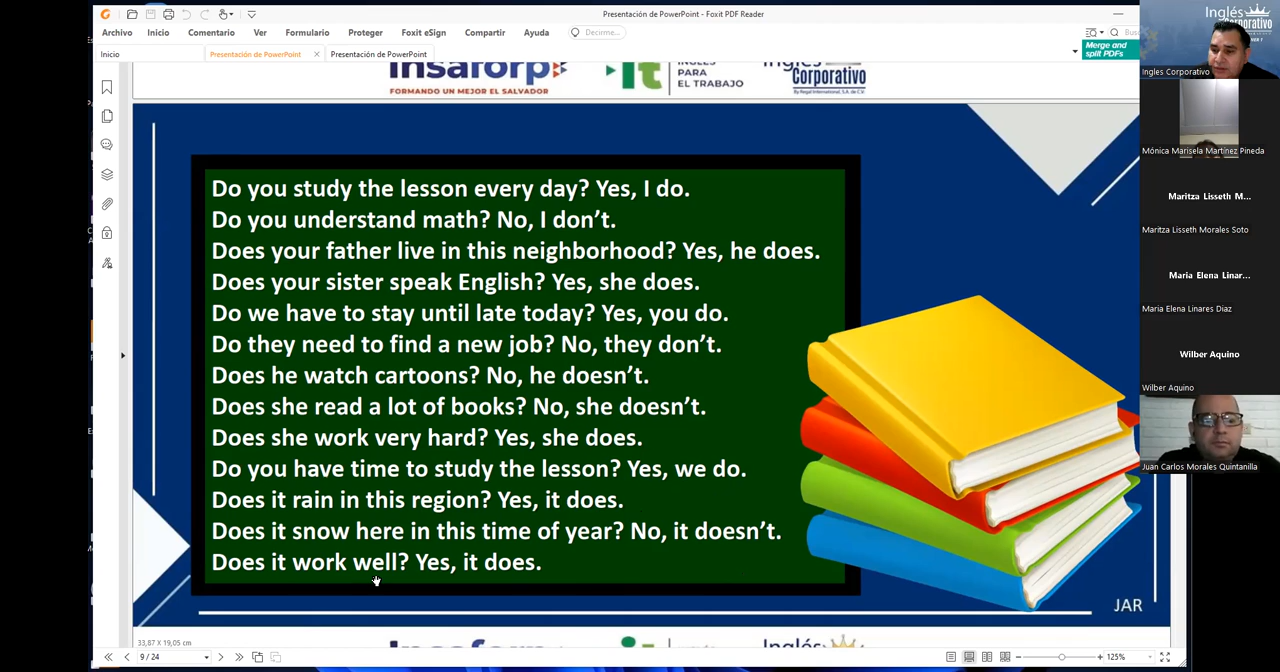 Presentación de PowerPoint - Foxit PDF Reader
Archivo Inicio Comentario Ver Formulario Proteger Foxit eSign Compartir Ayuda Decirme...
Merge and split PDFs
Inicio Presentación de PowerPoint Presentación de PowerPoint
Insaforp
FORMANDO UN MEJOR EL SALVADOR
it
INGLÉS
PARA
EL TRABAJO
Inglés
Corporativo
By Regal International, S.A. de C.V.
Do you study the lesson every day? Yes, I do.
Do you understand math? No, I don't.
Does your father live in this neighborhood? Yes, he does.
Does your sister speak English? Yes, she does.
Do we have to stay until late today? Yes, you do.
Do they need to find a new job? No, they don't.
Does he watch cartoons? No, he doesn't.
Does she read a lot of books? No, she doesn't.
Does she work very hard? Yes, she does.
Do you have time to study the lesson? Yes, we do.
Does it rain in this region? Yes, it does.
Does it snow here in this time of year? No, it doesn't.
Does it work well? Yes, it does.
JAR
33,87 x 19,05 cm
9 / 24
125%
Inglés
Ingles Corporativo
Mónica Marisela Martínez Pineda
Maritza Lisseth M...
Maritza Lisseth Morales Soto
Maria Elena Linar...
Maria Elena Linares Diaz
Wilber Aquino
Wilber Aquino
Juan Carlos Morales Quintanilla